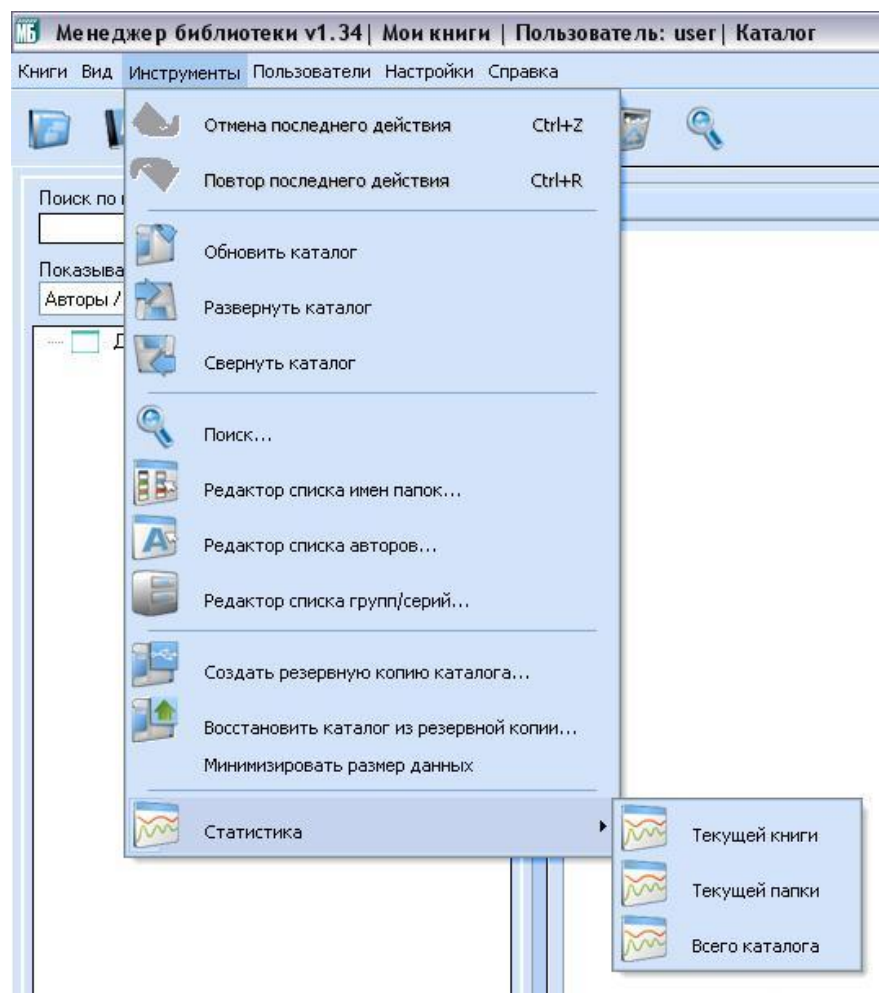 МБ Менеджер библиотеки v1.34| Мои книги | Пользователь: user| Каталог
Книги Вид Инструменты Пользователи Настройки Справка
Отмена последнего действия Ctrl+Z
Повтор последнего действия Ctrl+R
Поиск по
Обновить каталог
Авторы /
Развернуть каталог
Свернуть каталог
Поиск...
Редактор списка имен папок...
Редактор списка авторов...
Редактор списка групп/серий...
Создать резервную копию каталога...
Восстановить каталог из резервной копии...
Минимизировать размер данных
Статистика
Текущей книги
Текущей папки
Всего каталога